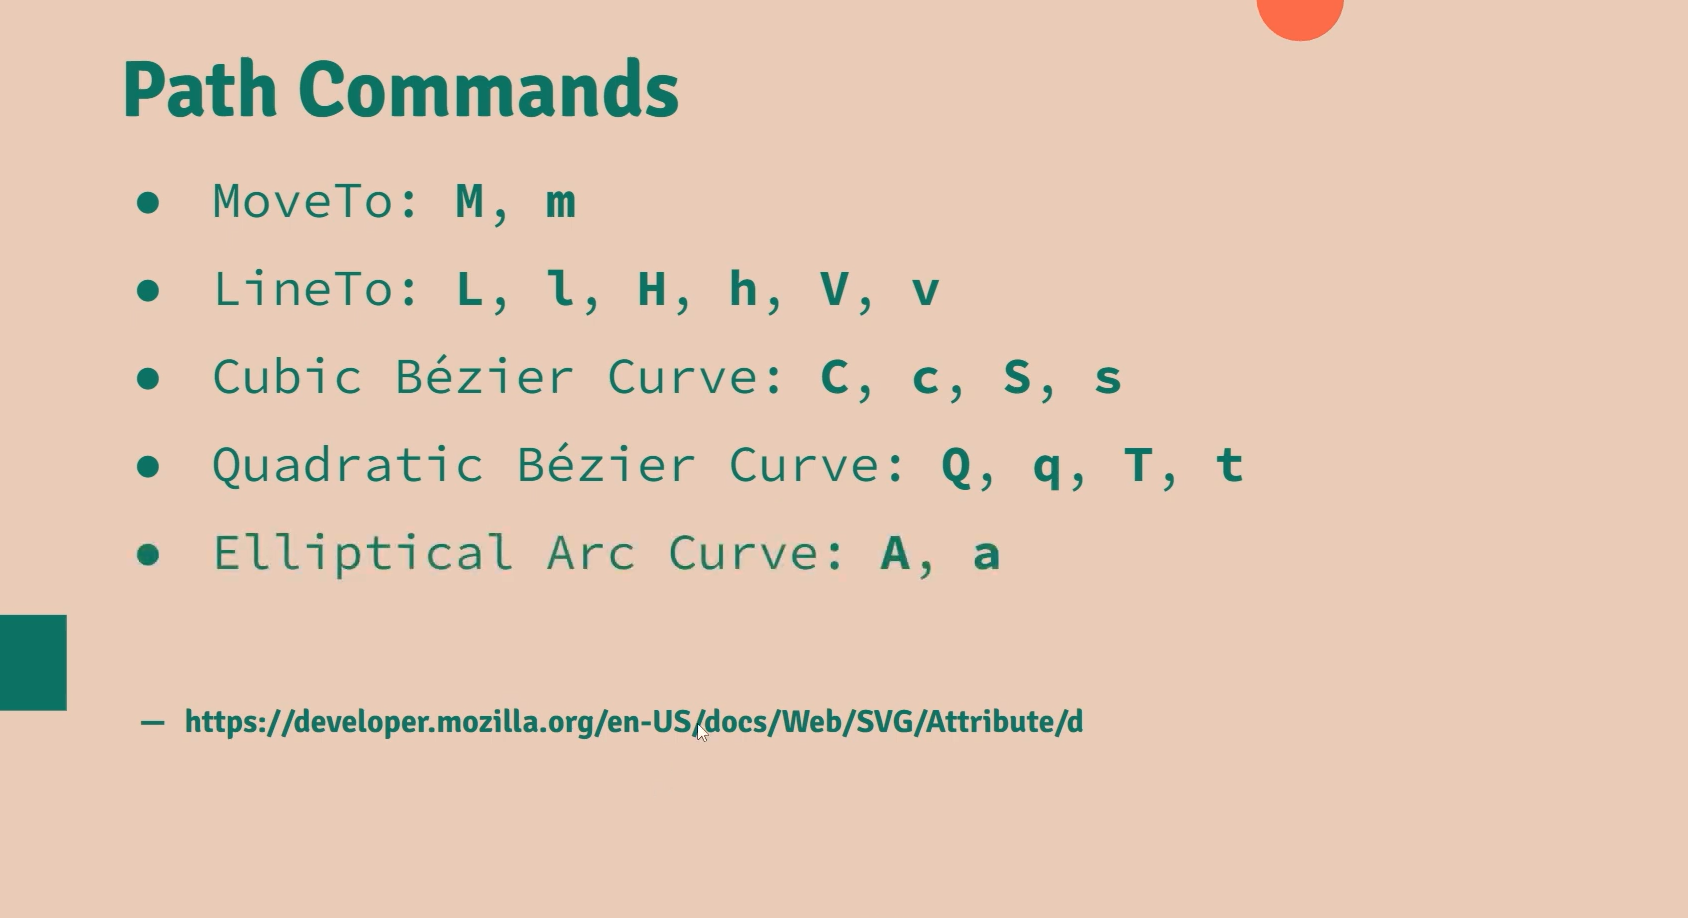 Path Commands
● MoveTo: M, m
● LineTo: L, l, H, h, V, v
● Cubic Bézier Curve: C, c, S, s
● Quadratic Bézier Curve: Q, q, T, t
● Elliptical Arc Curve: A, a
— https://developer.mozilla.org/en-US/docs/Web/SVG/Attribute/d